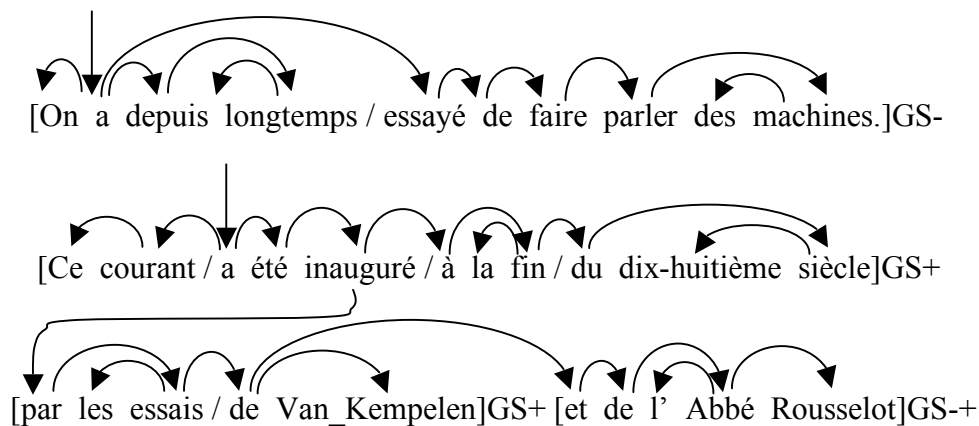 [On a depuis longtemps / essayé de faire parler des machines.]GS-
[Ce courant / a été inauguré / à la fin / du dix-huitième siècle]GS+
[par les essais / de Van_Kempelen]GS+ [et de l’ Abbé Rousselot]GS-+